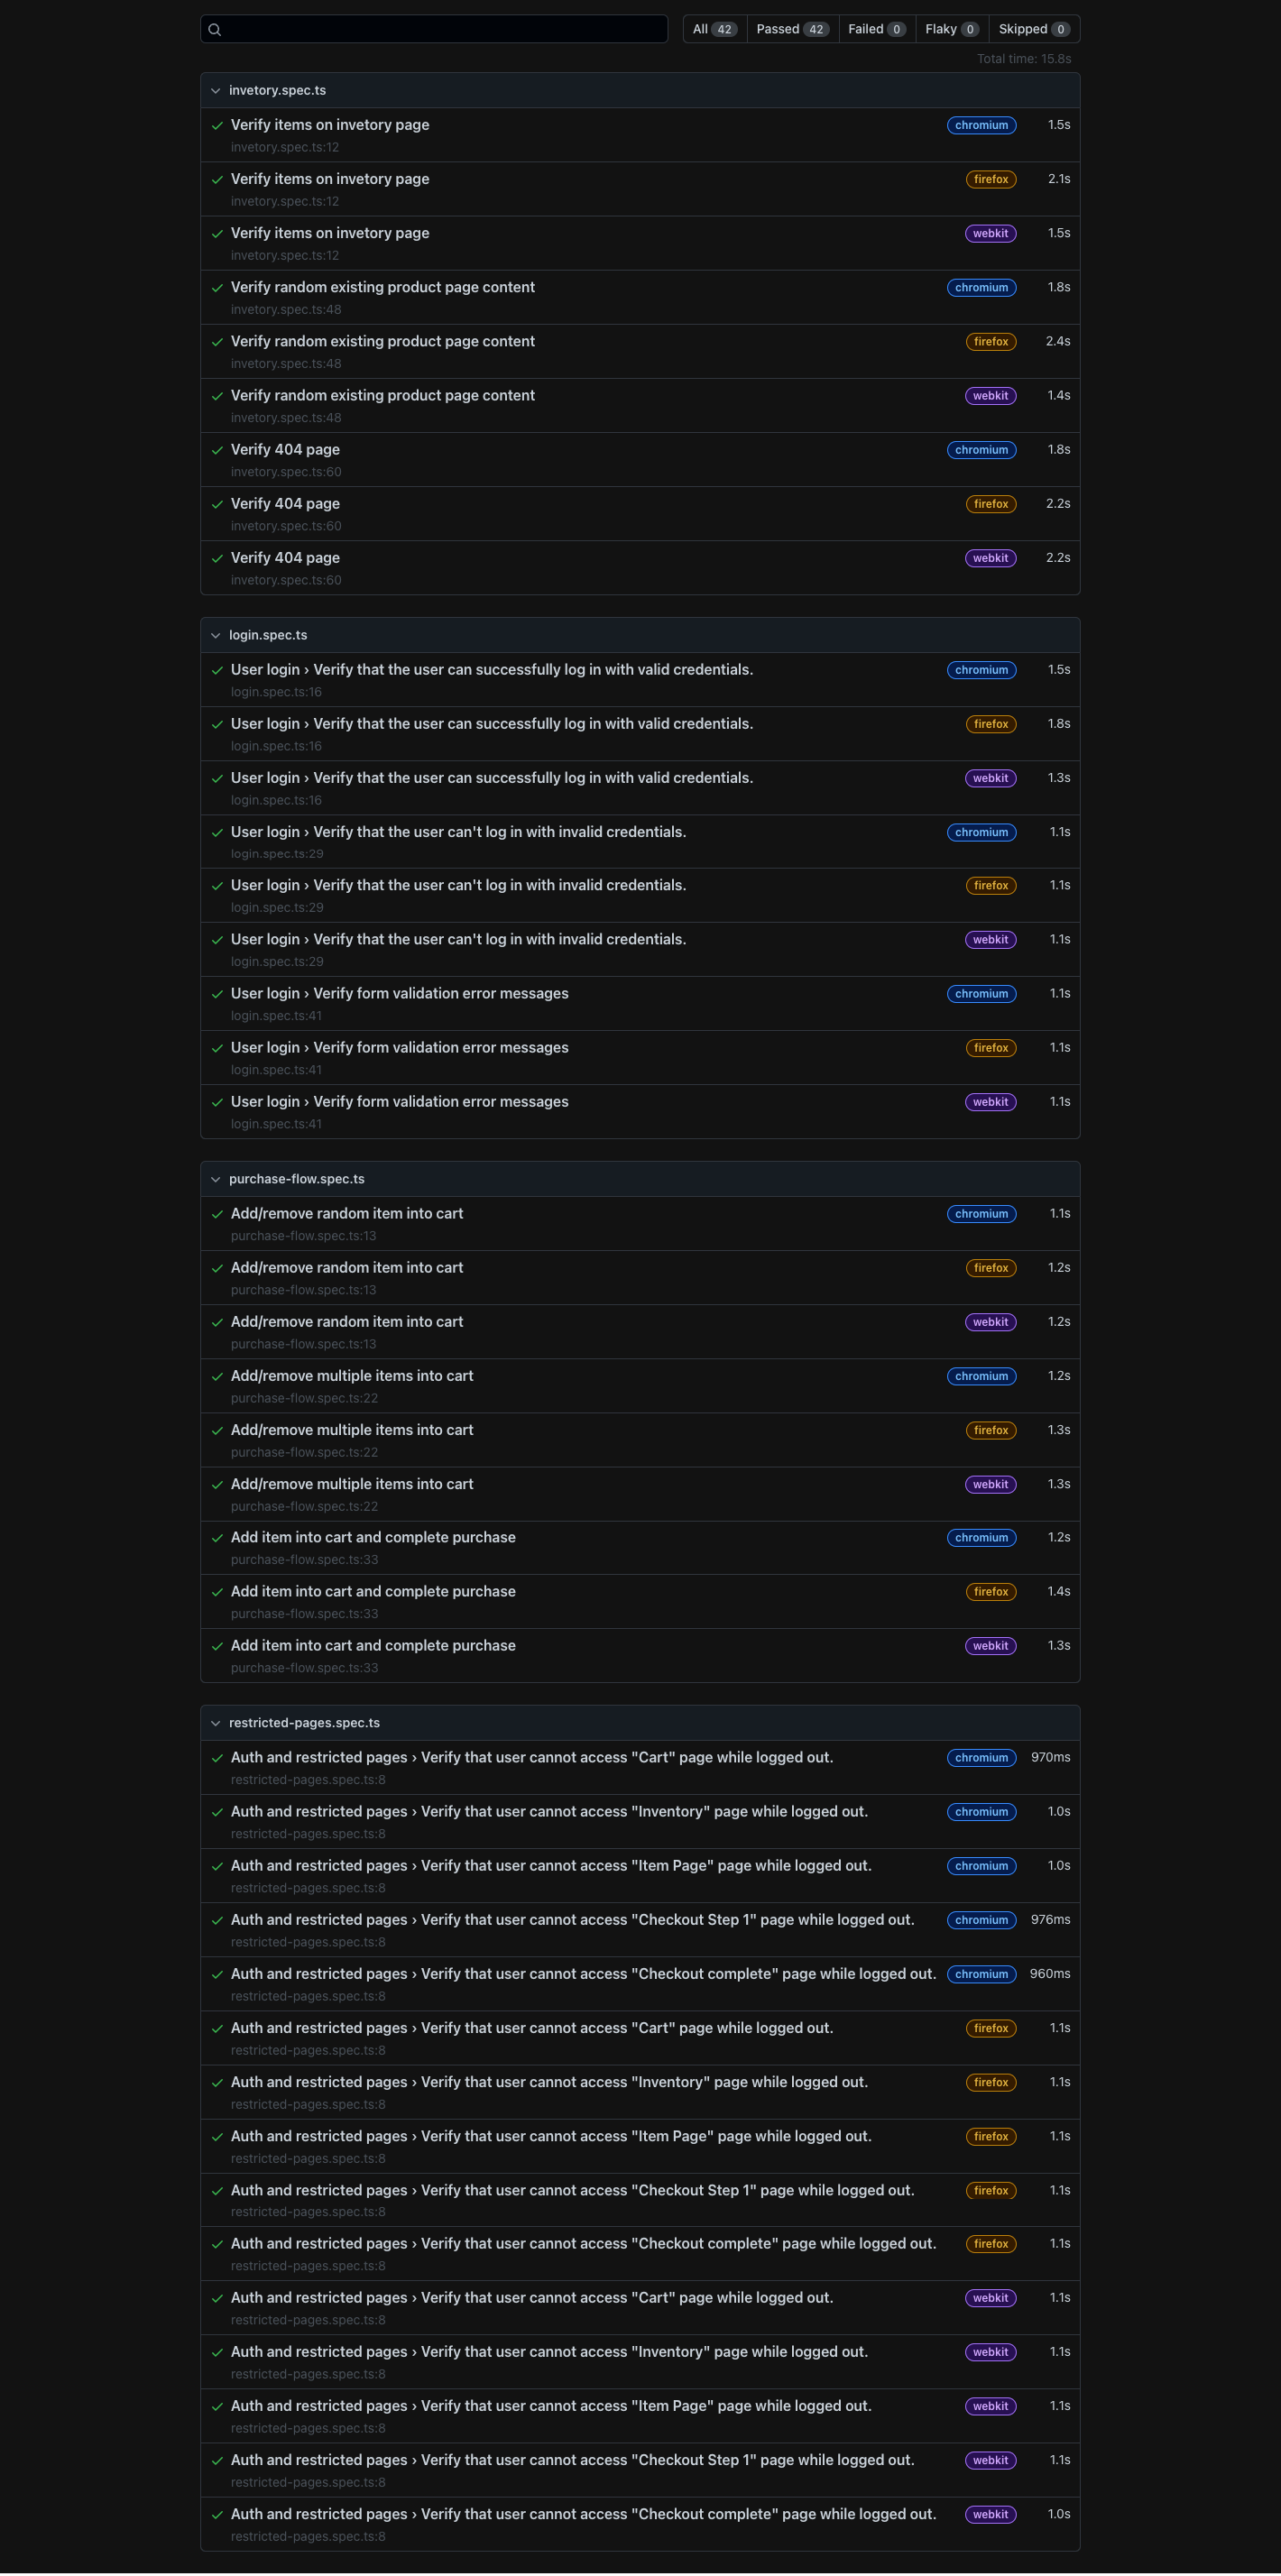 All 42 Passed 42 Failed 0 Flaky 0 Skipped 0
Total time: 15.8s
invetory.spec.ts
Verify items on invetory page chromium 1.5s
invetory.spec.ts:12
Verify items on invetory page firefox 2.1s
invetory.spec.ts:12
Verify items on invetory page webkit 1.5s
invetory.spec.ts:12
Verify random existing product page content chromium 1.8s
invetory.spec.ts:48
Verify random existing product page content firefox 2.4s
invetory.spec.ts:48
Verify random existing product page content webkit 1.4s
invetory.spec.ts:48
Verify 404 page chromium 1.8s
invetory.spec.ts:60
Verify 404 page firefox 2.2s
invetory.spec.ts:60
Verify 404 page webkit 2.2s
invetory.spec.ts:60
login.spec.ts
User login › Verify that the user can successfully log in with valid credentials. chromium 1.5s
login.spec.ts:16
User login › Verify that the user can successfully log in with valid credentials. firefox 1.8s
login.spec.ts:16
User login › Verify that the user can successfully log in with valid credentials. webkit 1.3s
login.spec.ts:16
User login › Verify that the user can't log in with invalid credentials. chromium 1.1s
login.spec.ts:29
User login › Verify that the user can't log in with invalid credentials. firefox 1.1s
login.spec.ts:29
User login › Verify that the user can't log in with invalid credentials. webkit 1.1s
login.spec.ts:29
User login › Verify form validation error messages chromium 1.1s
login.spec.ts:41
User login › Verify form validation error messages firefox 1.1s
login.spec.ts:41
User login › Verify form validation error messages webkit 1.1s
login.spec.ts:41
purchase-flow.spec.ts
Add/remove random item into cart chromium 1.1s
purchase-flow.spec.ts:13
Add/remove random item into cart firefox 1.2s
purchase-flow.spec.ts:13
Add/remove random item into cart webkit 1.2s
purchase-flow.spec.ts:13
Add/remove multiple items into cart chromium 1.2s
purchase-flow.spec.ts:22
Add/remove multiple items into cart firefox 1.3s
purchase-flow.spec.ts:22
Add/remove multiple items into cart webkit 1.3s
purchase-flow.spec.ts:22
Add item into cart and complete purchase chromium 1.2s
purchase-flow.spec.ts:33
Add item into cart and complete purchase firefox 1.4s
purchase-flow.spec.ts:33
Add item into cart and complete purchase webkit 1.3s
purchase-flow.spec.ts:33
restricted-pages.spec.ts
Auth and restricted pages › Verify that user cannot access "Cart" page while logged out. chromium 970ms
restricted-pages.spec.ts:8
Auth and restricted pages › Verify that user cannot access "Inventory" page while logged out. chromium 1.0s
restricted-pages.spec.ts:8
Auth and restricted pages › Verify that user cannot access "Item Page" page while logged out. chromium 1.0s
restricted-pages.spec.ts:8
Auth and restricted pages › Verify that user cannot access "Checkout Step 1" page while logged out. chromium 976ms
restricted-pages.spec.ts:8
Auth and restricted pages › Verify that user cannot access "Checkout complete" page while logged out. chromium 960ms
restricted-pages.spec.ts:8
Auth and restricted pages › Verify that user cannot access "Cart" page while logged out. firefox 1.1s
restricted-pages.spec.ts:8
Auth and restricted pages › Verify that user cannot access "Inventory" page while logged out. firefox 1.1s
restricted-pages.spec.ts:8
Auth and restricted pages › Verify that user cannot access "Item Page" page while logged out. firefox 1.1s
restricted-pages.spec.ts:8
Auth and restricted pages › Verify that user cannot access "Checkout Step 1" page while logged out. firefox 1.1s
restricted-pages.spec.ts:8
Auth and restricted pages › Verify that user cannot access "Checkout complete" page while logged out. firefox 1.1s
restricted-pages.spec.ts:8
Auth and restricted pages › Verify that user cannot access "Cart" page while logged out. webkit 1.1s
restricted-pages.spec.ts:8
Auth and restricted pages › Verify that user cannot access "Inventory" page while logged out. webkit 1.1s
restricted-pages.spec.ts:8
Auth and restricted pages › Verify that user cannot access "Item Page" page while logged out. webkit 1.1s
restricted-pages.spec.ts:8
Auth and restricted pages › Verify that user cannot access "Checkout Step 1" page while logged out. webkit 1.1s
restricted-pages.spec.ts:8
Auth and restricted pages › Verify that user cannot access "Checkout complete" page while logged out. webkit 1.0s
restricted-pages.spec.ts:8